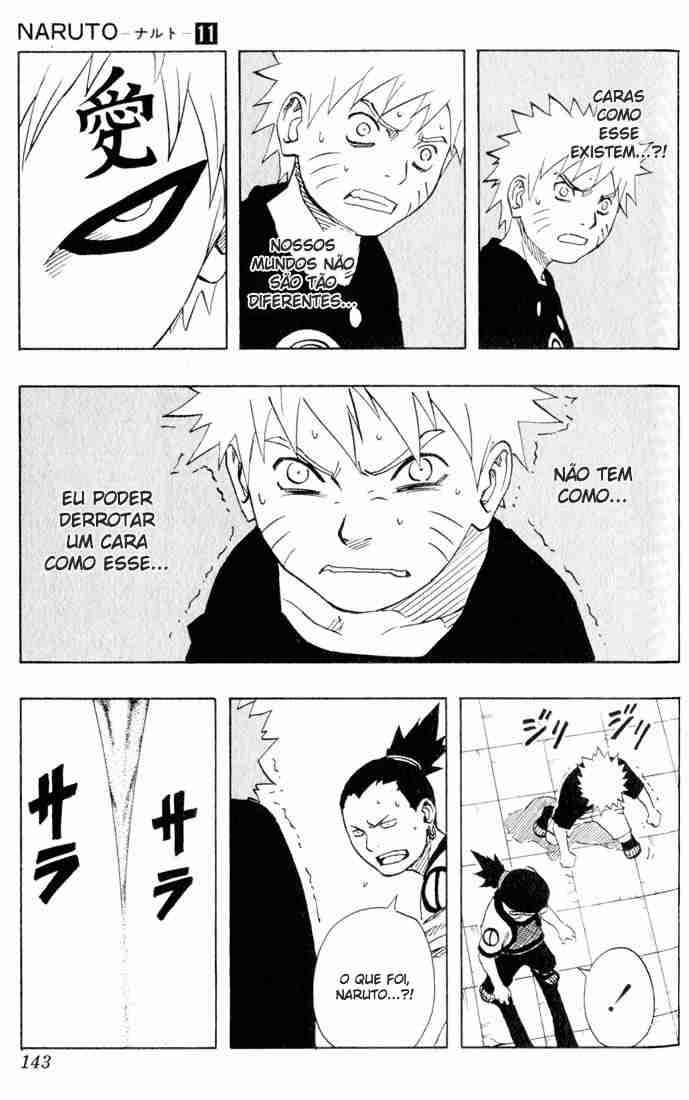 NARUTO—ナルト—11
CARAS
COMO
ESSE
EXISTEM...?!
NOSSOS
MUNDOS NÃO
SÃO TÃO
DIFERENTES...
愛
NÃO TEM
COMO...
EU PODER
DERROTAR
UM CARA
COMO ESSE...
ジリ
ジリ
!
O QUE FOI,
NARUTO...?!
サラ
サラ
143